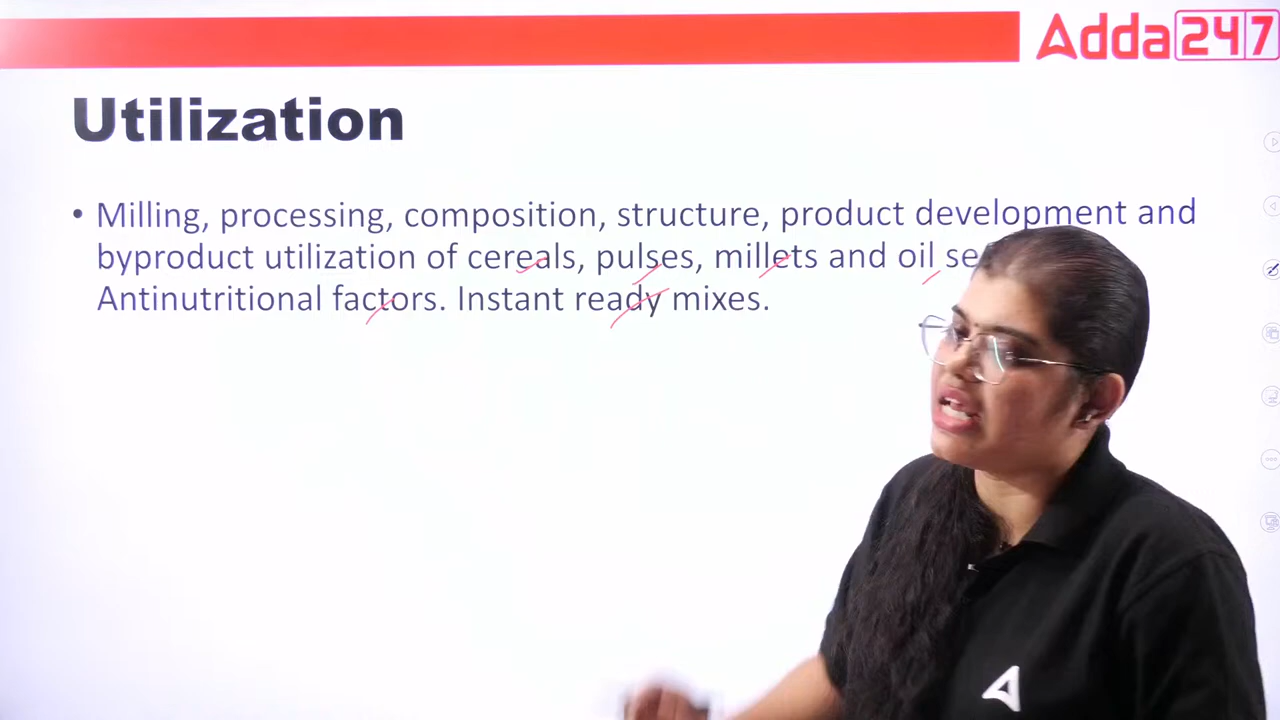 Adda247
Utilization
• Milling, processing, composition, structure, product development and
byproduct utilization of cereals, pulses, millets and oil
Antinutritional factors. Instant ready mixes.